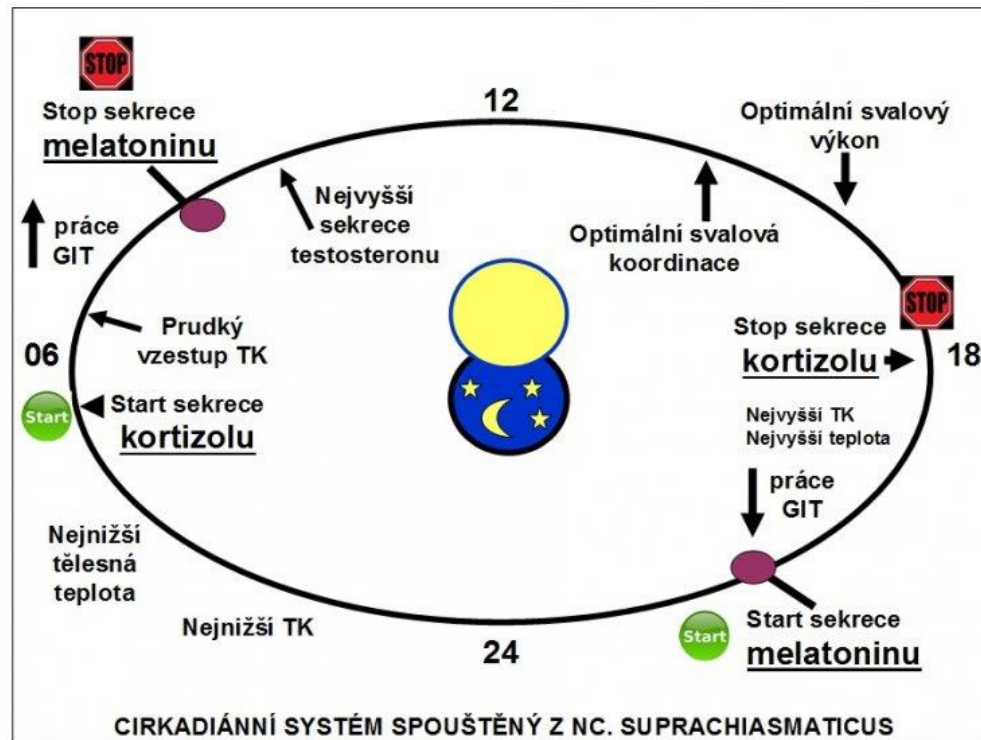 STOP
Stop sekrece
melatoninu
12
Optimální svalový
výkon
práce
GIT
Nejvyšší
sekrece
testosteronu
Optimální svalová
koordinace
STOP
06
Prudký
vzestup TK
Stop sekrece
kortizolu
18
Start
Start sekrece
kortizolu
Nejvyšší TK
Nejvyšší teplota
práce
GIT
Nejnižší
tělesná
teplota
Nejnižší TK
24
Start
Start sekrece
melatoninu
CIRKADIÁNNÍ SYSTÉM SPOUŠTĚNÝ Z NC. SUPRACHIASMATICUS